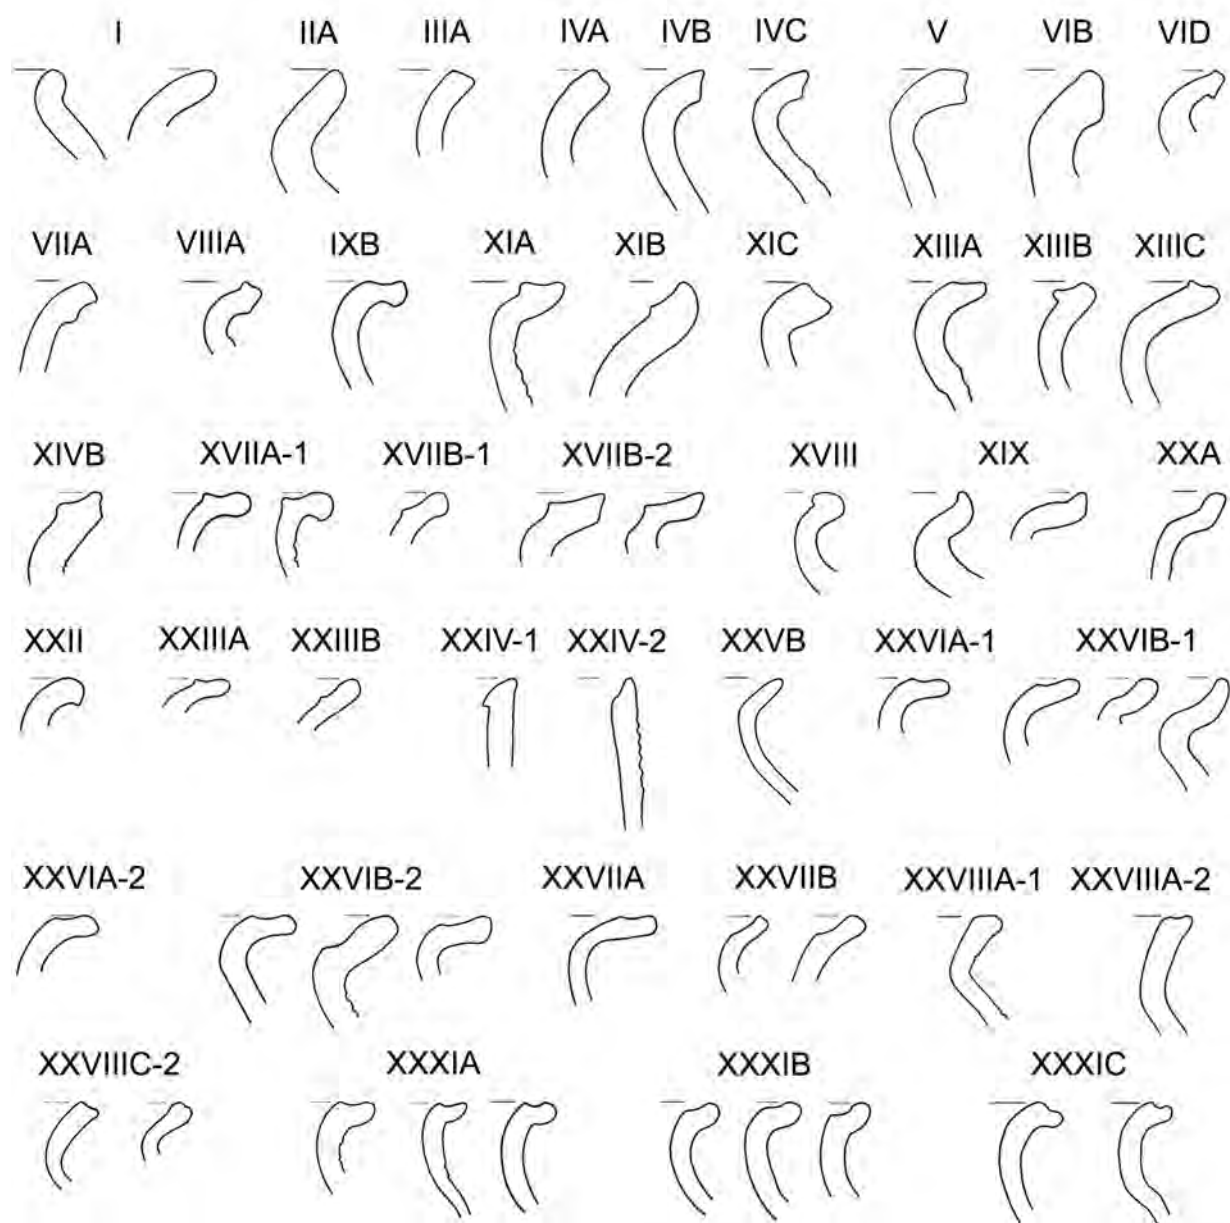 I IIA IIIA IVA IVB IVC V VIB VID
VIIA VIIIA IXB XIA XIB XIC XIIIA XIIIB XIIIC
XIVB XVIIA-1 XVIIB-1 XVIIB-2 XVIII XIX XXA
XXII XXIIIA XXIIIB XXIV-1 XXIV-2 XXVB XXVIA-1 XXVIB-1
XXVIA-2 XXVIB-2 XXVIIA XXVIIB XXVIIIA-1 XXVIIIA-2
XXVIIIC-2 XXXIA XXXIB XXXIC